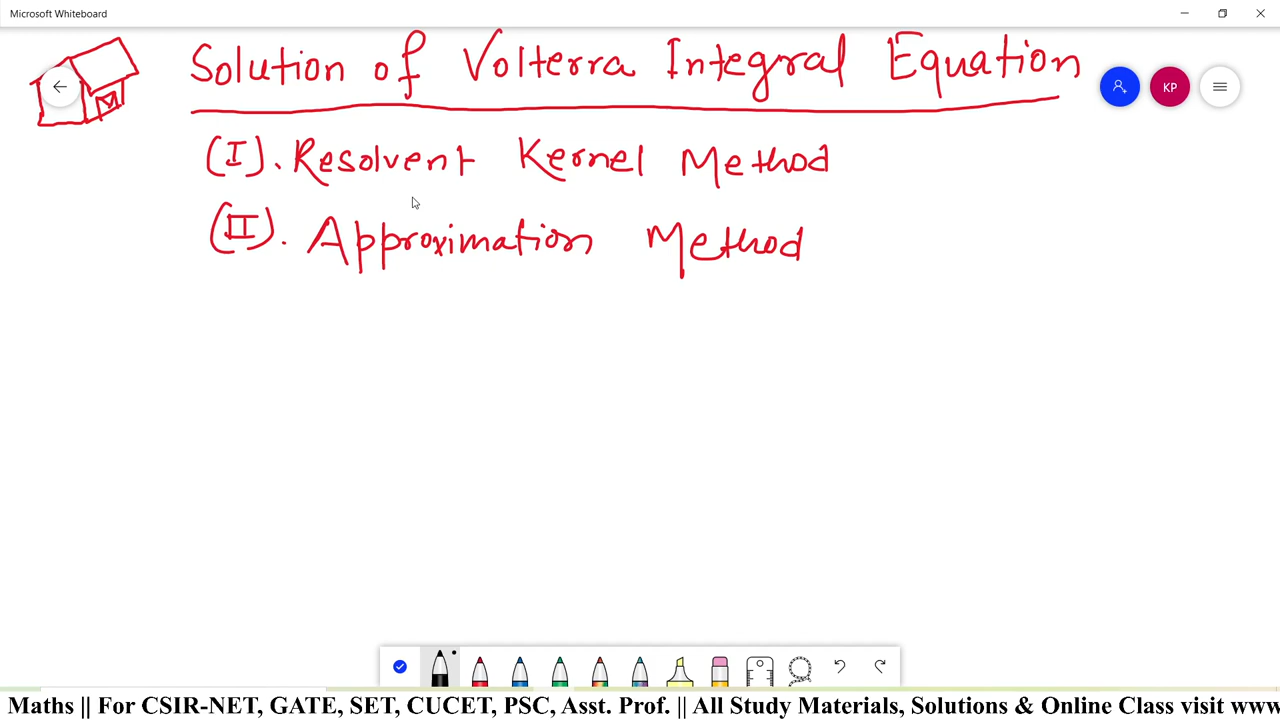 Microsoft Whiteboard
Solution of Volterra Integral Equation
KP
(I). Resolvent Kernel Method
(II). Approximation Method
Maths || For CSIR-NET, GATE, SET, CUCET, PSC, Asst. Prof. || All Study Materials, Solutions & Online Class visit www